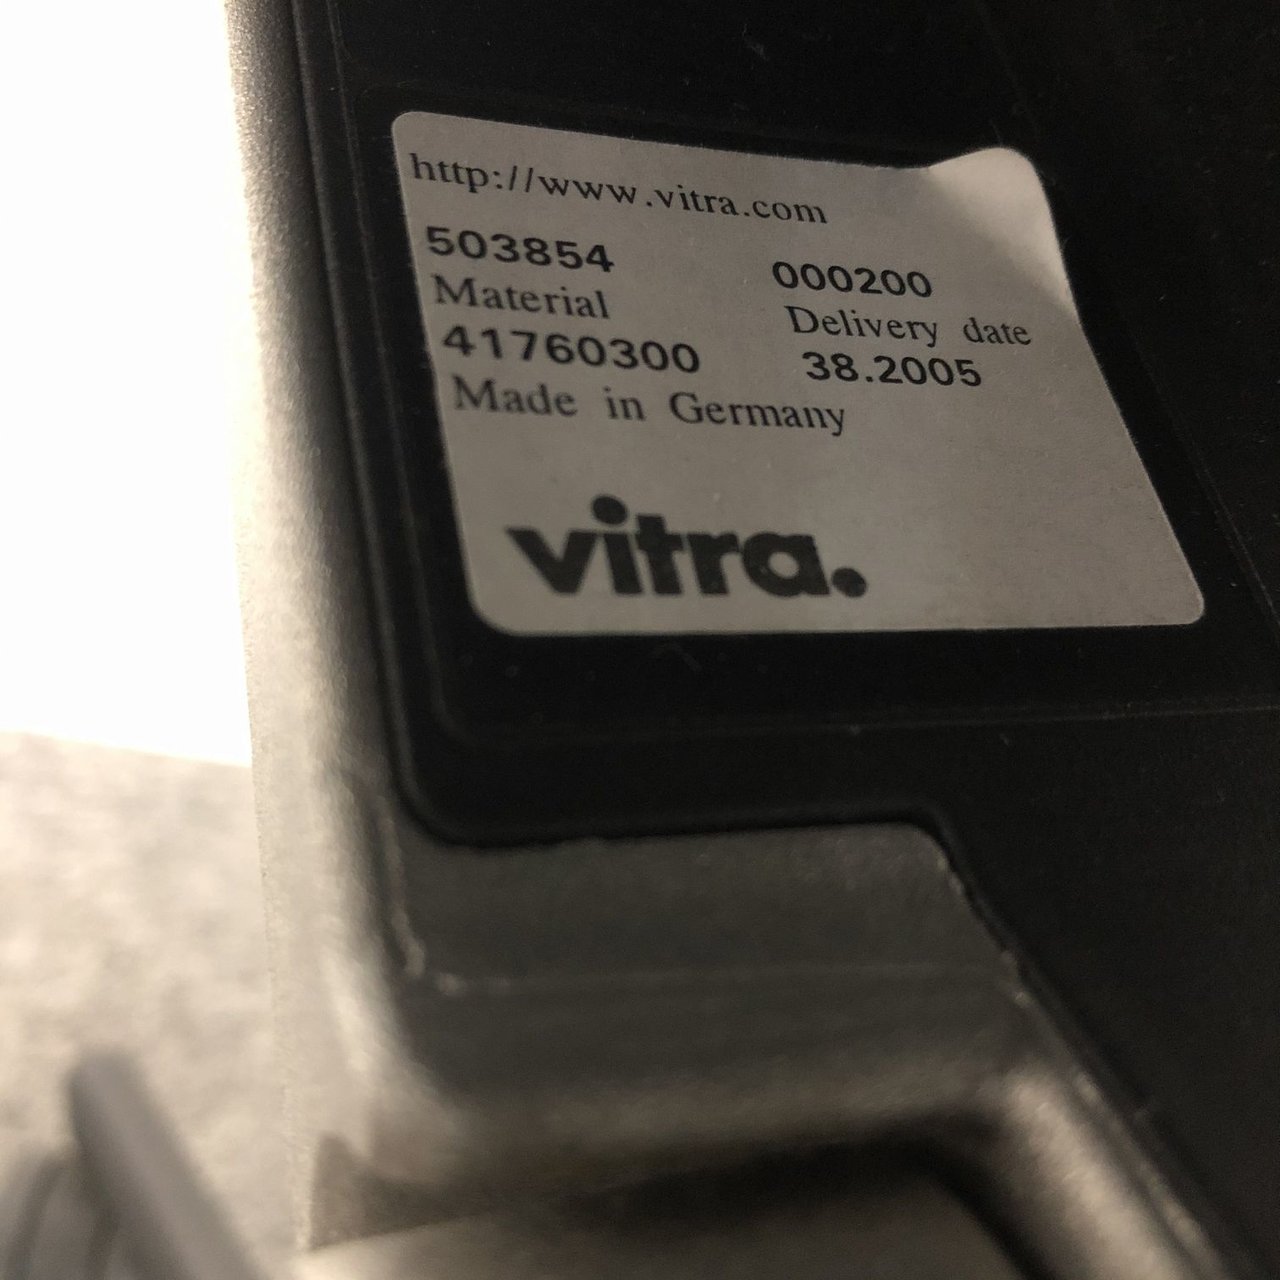 http://www.vitra.com
503854 000200
Material Delivery date
41760300 38.2005
Made in Germany
vitra.